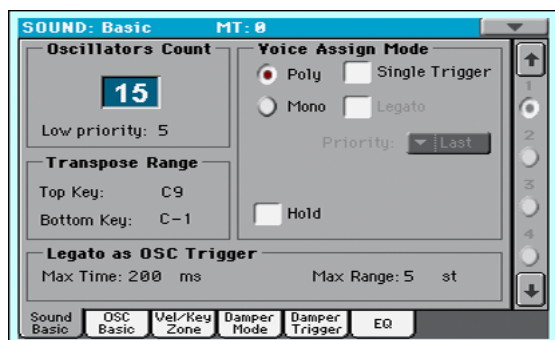 SOUND: Basic MT: 0
Oscillators Count
15
Low priority: 5
Transpose Range
Top Key: C9
Bottom Key: C-1
Voice Assign Mode
Poly Single Trigger
Mono Legato
Priority: Last
Hold
Legato as OSC Trigger
Max Time: 200 ms Max Range: 5 st
1
2
3
4
Sound Basic
OSC Basic
Vel/Key Zone
Damper Mode
Damper Trigger
EQ